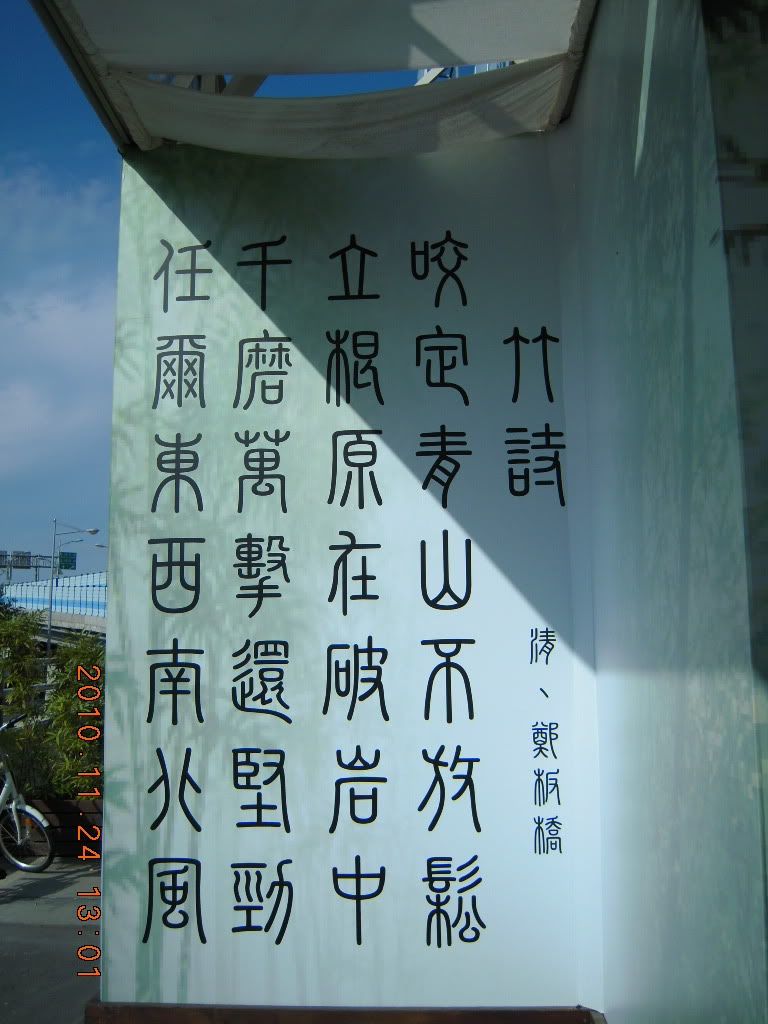 竹詩
清、鄭板橋
咬定青山不放鬆
立根原在破岩中
千磨萬擊還堅勁
任爾東西南北風
2010.11.24 13:01